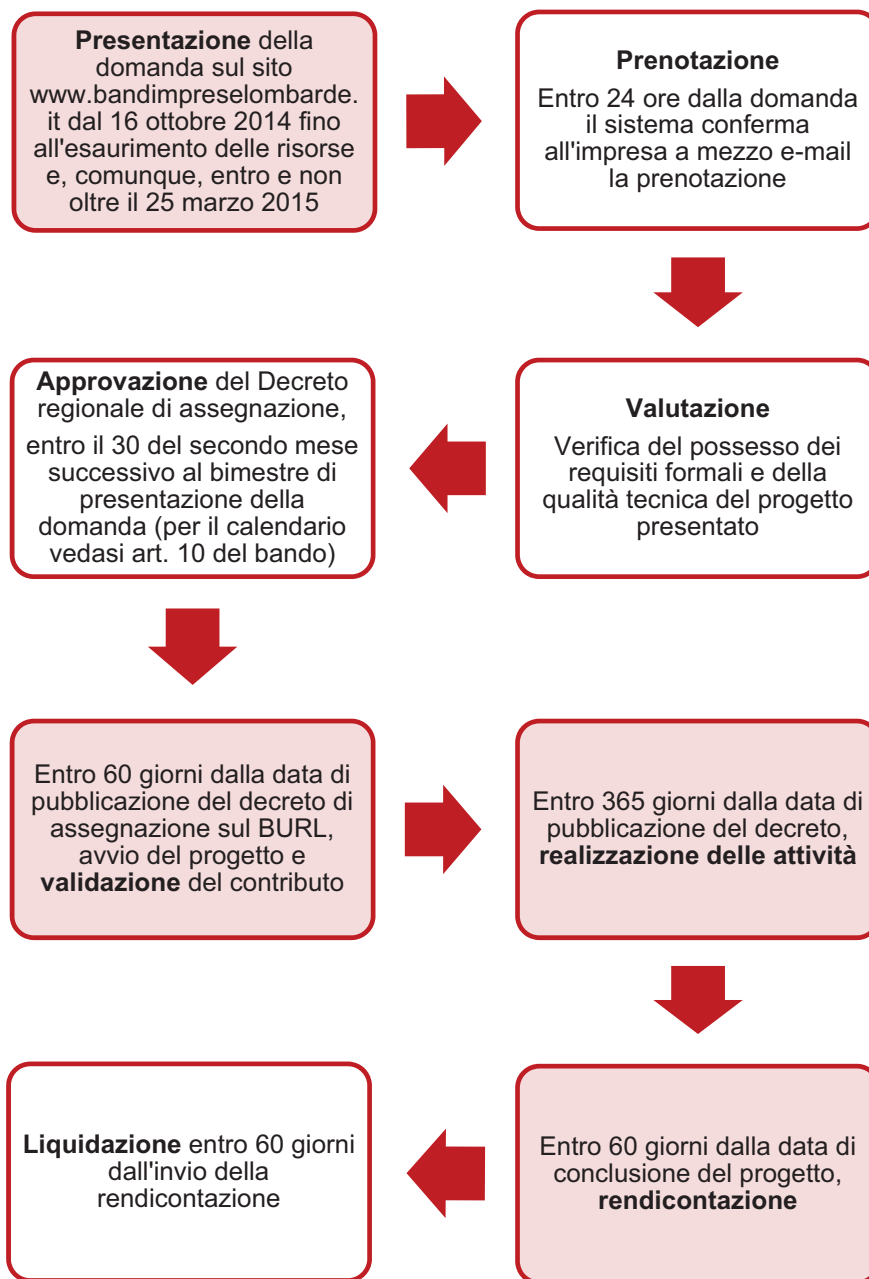 Presentazione della
domanda sul sito
www.bandimpreselombarde.
it dal 16 ottobre 2014 fino
all'esaurimento delle risorse
e, comunque, entro e non
oltre il 25 marzo 2015
Prenotazione
Entro 24 ore dalla domanda
il sistema conferma
all'impresa a mezzo e-mail
la prenotazione
Valutazione
Verifica del possesso dei
requisiti formali e della
qualità tecnica del progetto
presentato
Approvazione del Decreto
regionale di assegnazione,
entro il 30 del secondo mese
successivo al bimestre di
presentazione della
domanda (per il calendario
vedasi art. 10 del bando)
Entro 60 giorni dalla data di
pubblicazione del decreto di
assegnazione sul BURL,
avvio del progetto e
validazione del contributo
Entro 365 giorni dalla data di
pubblicazione del decreto,
realizzazione delle attività
Entro 60 giorni dalla data di
conclusione del progetto,
rendicontazione
Liquidazione entro 60 giorni
dall'invio della
rendicontazione